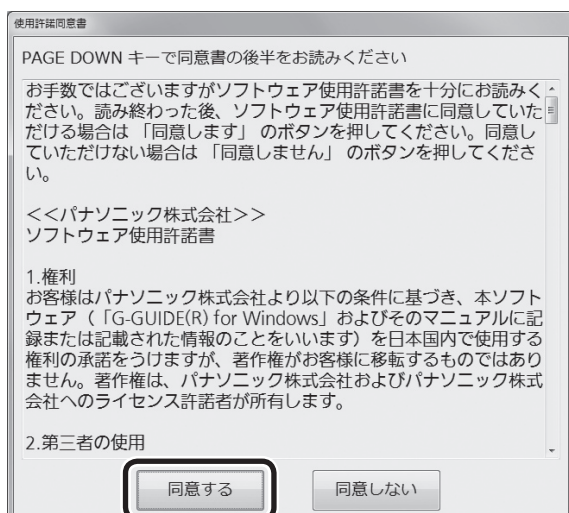 使用許諾同意書
PAGE DOWN キーで同意書の後半をお読みください
お手数ではございますがソフトウェア使用許諾書を十分にお読みく
ださい。読み終わった後、ソフトウェア使用許諾書に同意していた
だける場合は 「同意します」 のボタンを押してください。同意し
ていただけない場合は 「同意しません」 のボタンを押してくださ
い。
<<パナソニック株式会社>>
ソフトウェア使用許諾書
1.権利
お客様はパナソニック株式会社より以下の条件に基づき、本ソフト
ウェア（「G-GUIDE(R) for Windows」およびそのマニュアルに記
録または記載された情報のことをいいます）を日本国内で使用する
権利の承諾をうけますが、著作権がお客様に移転するものではあり
ません。著作権は、パナソニック株式会社およびパナソニック株式
会社へのライセンス許諾者が所有します。
2.第三者の使用
同意する 同意しない